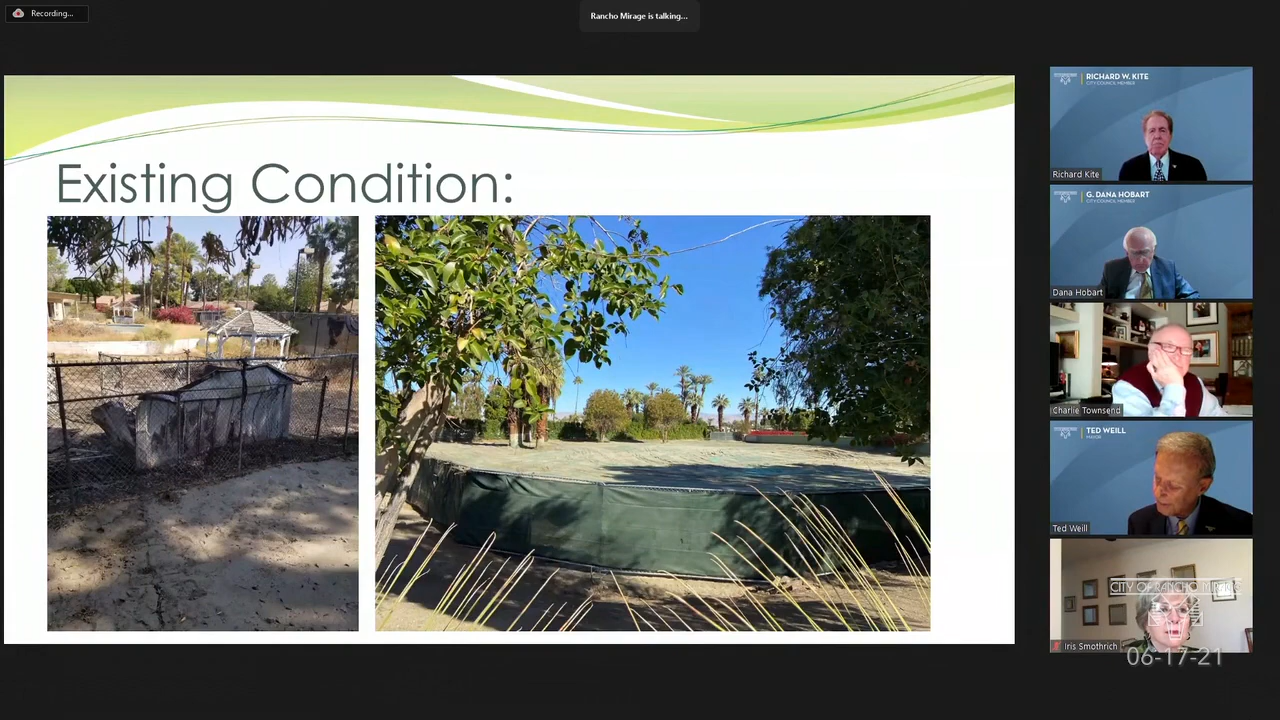 Recording...
Rancho Mirage is talking...
Existing Condition:
RICHARD W. KITE
CITY COUNCIL MEMBER
Richard Kite
G. DANA HOBART
CITY COUNCIL MEMBER
Dana Hobart
Charlie Townsend
TED WEILL
MAYOR
Ted Weill
CITY OF RANCHO MIRAGE
Iris Smothrich
06-17-21